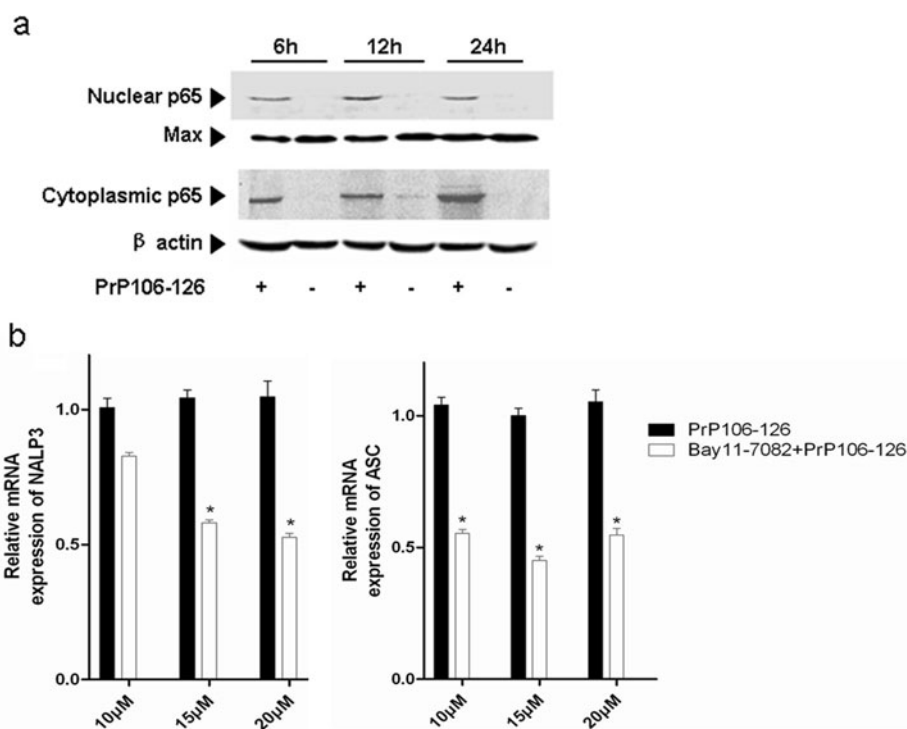 a
6h 12h 24h
Nuclear p65
Max
Cytoplasmic p65
β actin
PrP106-126 + - + - + -
b
Relative mRNA
expression of NALP3
1.0
0.5
0.0
* *
10µM 15µM 20µM
Relative mRNA
expression of ASC
1.0
0.5
0.0
* * *
10µM 15µM 20µM
PrP106-126
Bay11-7082+PrP106-126